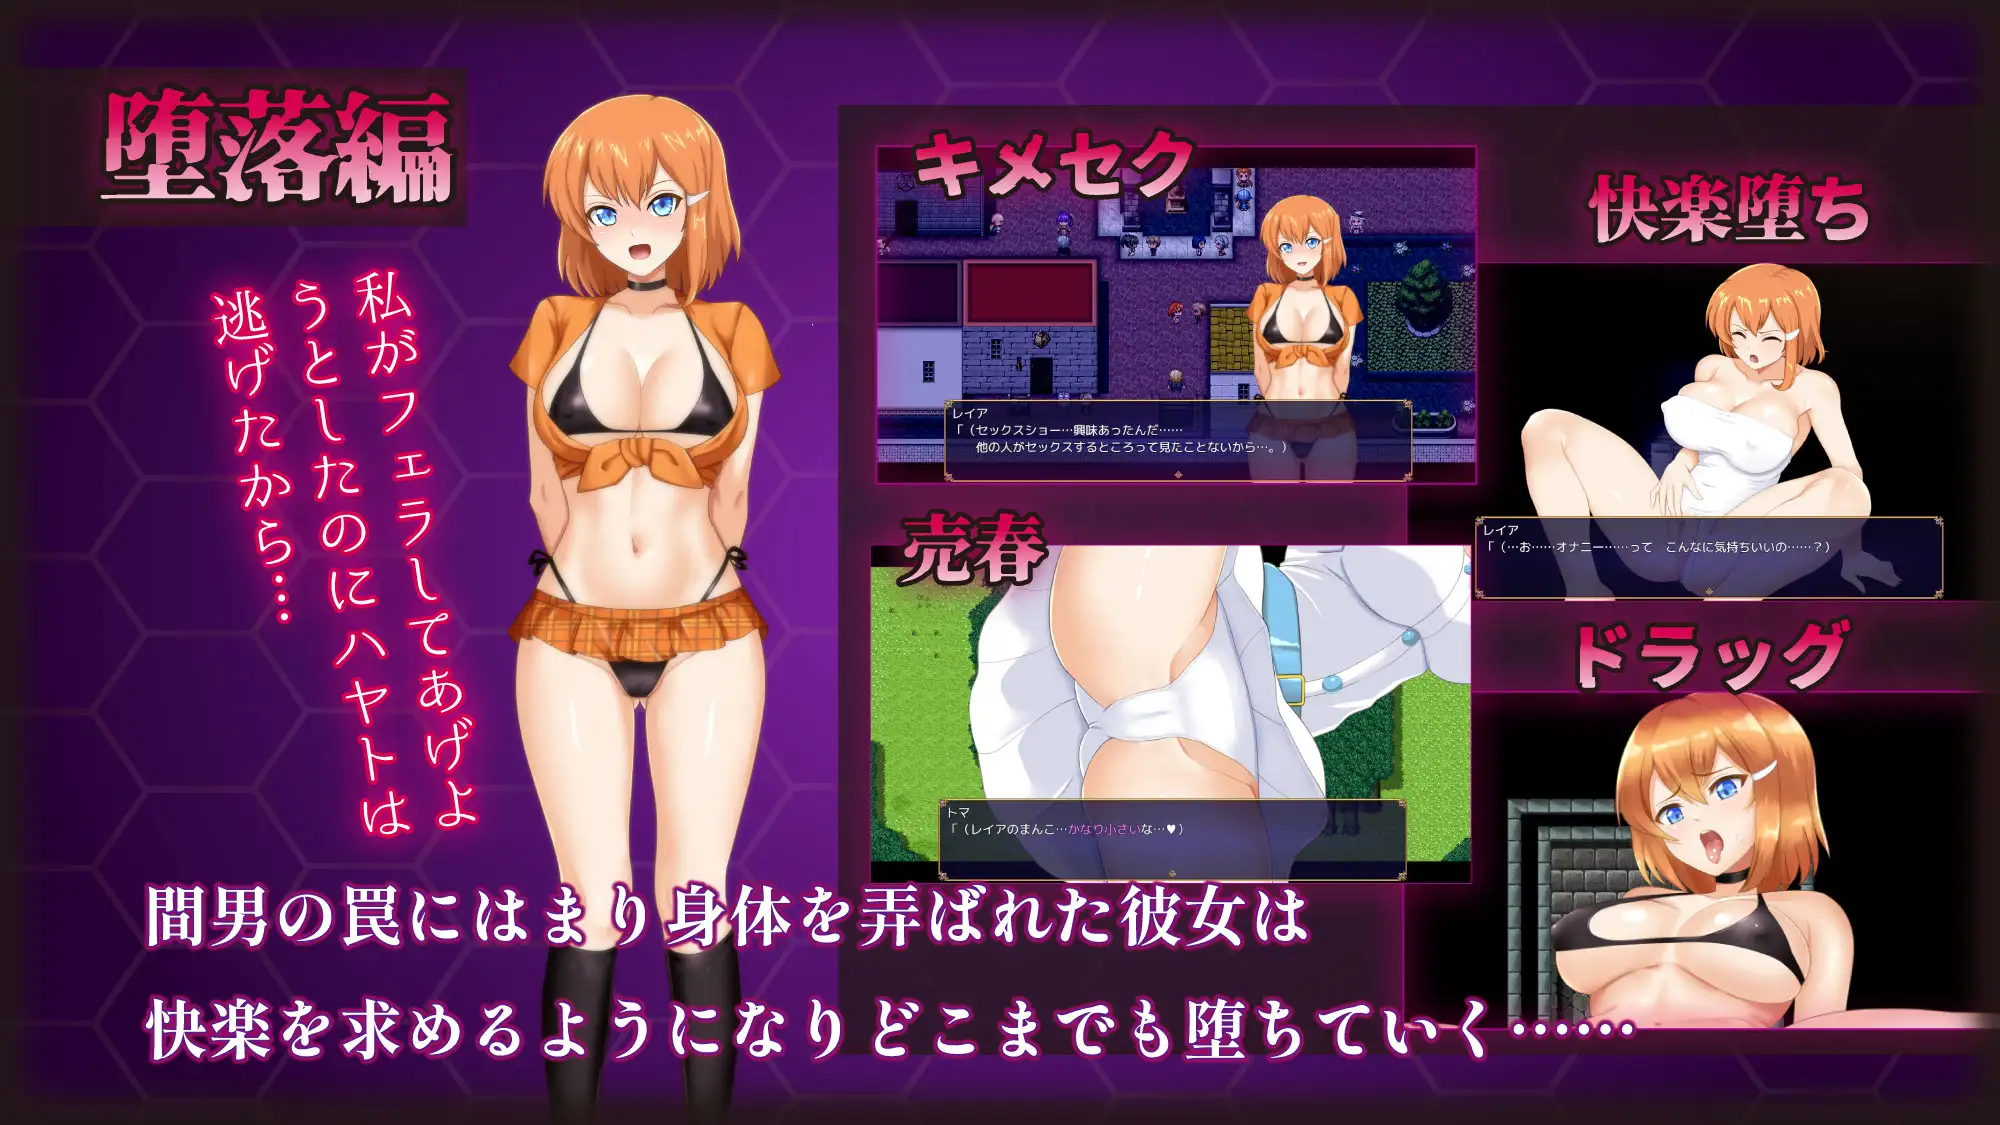 堕落編
私がフェラしてあげよ
うとしたのにハヤトは
逃げたから…
キメセク
レイア
「（セックスショー…興味あったんだ……
他の人がセックスするところって見たことないから…。）
快楽堕ち
レイア
「（…お……オナニー……って　こんなに気持ちいいの……？）
売春
トマ
「（レイアのまんこ…かなり小さいな…♥）
ドラッグ
間男の罠にはまり身体を弄ばれた彼女は
快楽を求めるようになりどこまでも堕ちていく……